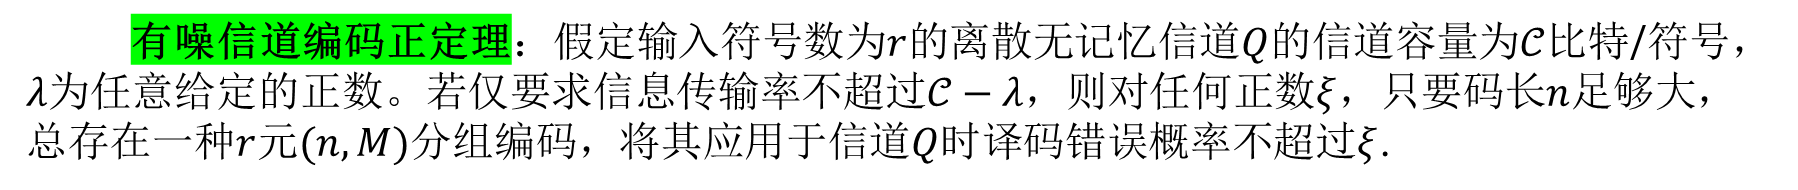 有噪信道编码正定理：假定输入符号数为r的离散无记忆信道Q的信道容量为C比特/符号，
λ为任意给定的正数。若仅要求信息传输率不超过C − λ，则对任何正数ξ，只要码长n足够大，
总存在一种r元(n, M)分组编码，将其应用于信道Q时译码错误概率不超过ξ.